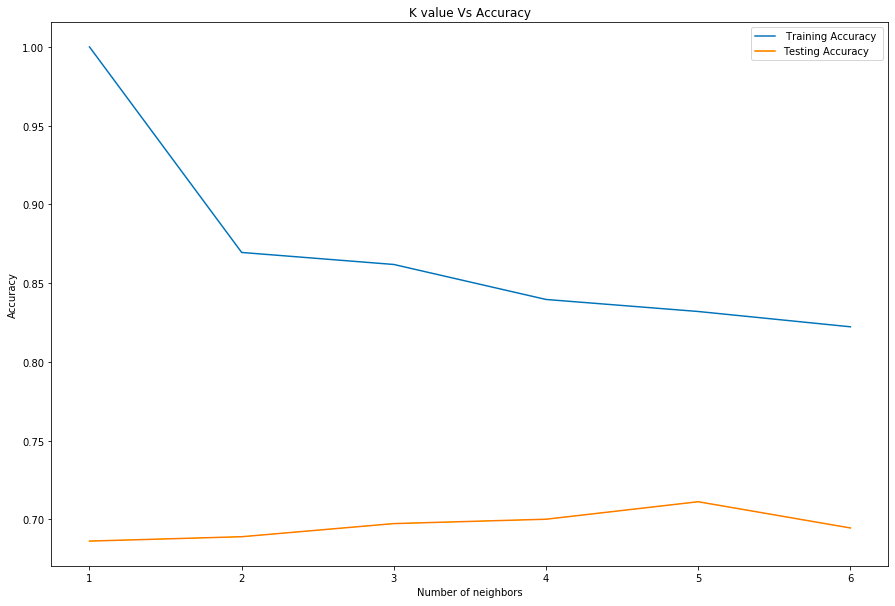 K value Vs Accuracy
Training Accuracy
Testing Accuracy
1.00
0.95
0.90
0.85
0.80
0.75
0.70
Accuracy
1 2 3 4 5 6
Number of neighbors